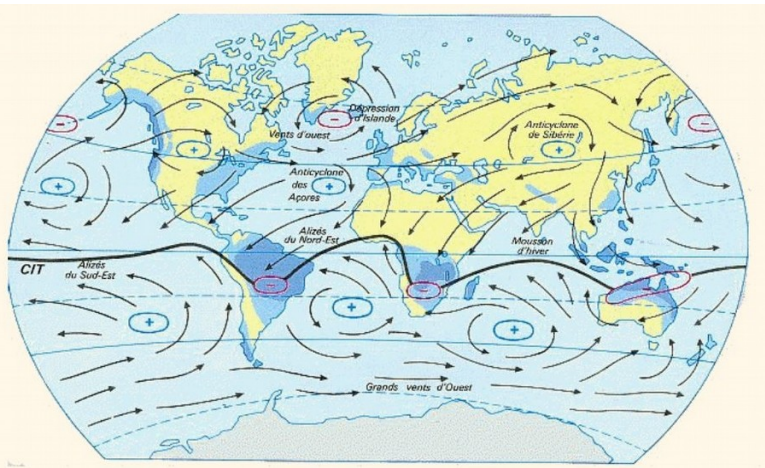 Dépression
d'Islande
Vents d'ouest
Anticyclone
de Sibérie
+
+
-
-
-
Anticyclone
des
Açores
+
+
Alizés
du Nord-Est
Mousson
d'hiver
CIT
Alizés
du Sud-Est
-
-
+
+
+
Grands vents d'Ouest